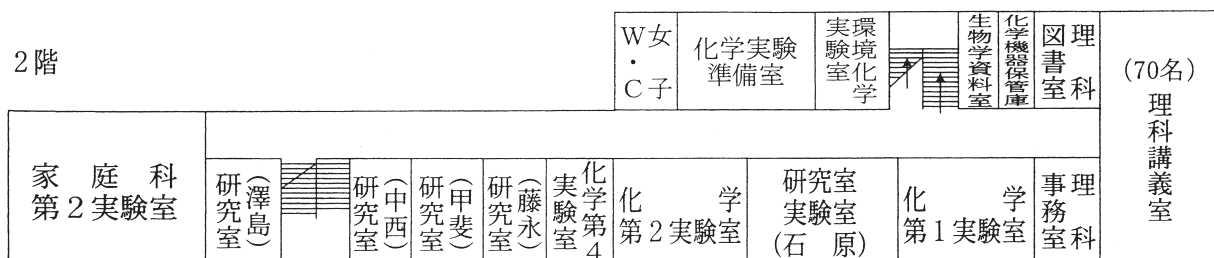 2階
女子W・C
化学実験
準備室
環境化学
実験室
生物学資料室
化学機器保管庫
理科
図書室
(70名)
理科講義室
家庭科
第2実験室
研究室
(澤島)
研究室
(中西)
研究室
(甲斐)
研究室
(藤永)
化学第4
実験室
化学
第2実験室
研究室
実験室
(石原)
化学
第1実験室
理科
事務室